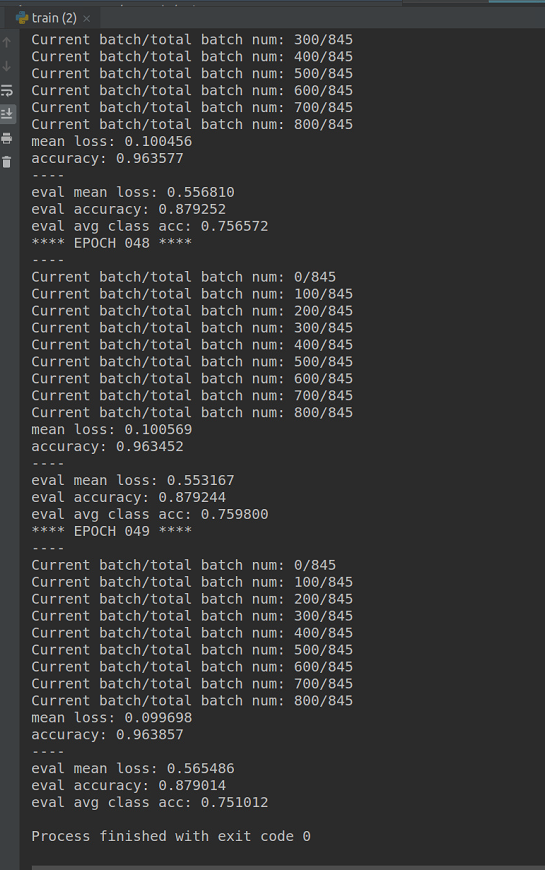 train (2) ×
Current batch/total batch num: 300/845
Current batch/total batch num: 400/845
Current batch/total batch num: 500/845
Current batch/total batch num: 600/845
Current batch/total batch num: 700/845
Current batch/total batch num: 800/845
mean loss: 0.100456
accuracy: 0.963577
----
eval mean loss: 0.556810
eval accuracy: 0.879252
eval avg class acc: 0.756572
**** EPOCH 048 ****
----
Current batch/total batch num: 0/845
Current batch/total batch num: 100/845
Current batch/total batch num: 200/845
Current batch/total batch num: 300/845
Current batch/total batch num: 400/845
Current batch/total batch num: 500/845
Current batch/total batch num: 600/845
Current batch/total batch num: 700/845
Current batch/total batch num: 800/845
mean loss: 0.100569
accuracy: 0.963452
----
eval mean loss: 0.553167
eval accuracy: 0.879244
eval avg class acc: 0.759800
**** EPOCH 049 ****
----
Current batch/total batch num: 0/845
Current batch/total batch num: 100/845
Current batch/total batch num: 200/845
Current batch/total batch num: 300/845
Current batch/total batch num: 400/845
Current batch/total batch num: 500/845
Current batch/total batch num: 600/845
Current batch/total batch num: 700/845
Current batch/total batch num: 800/845
mean loss: 0.099698
accuracy: 0.963857
----
eval mean loss: 0.565486
eval accuracy: 0.879014
eval avg class acc: 0.751012
Process finished with exit code 0